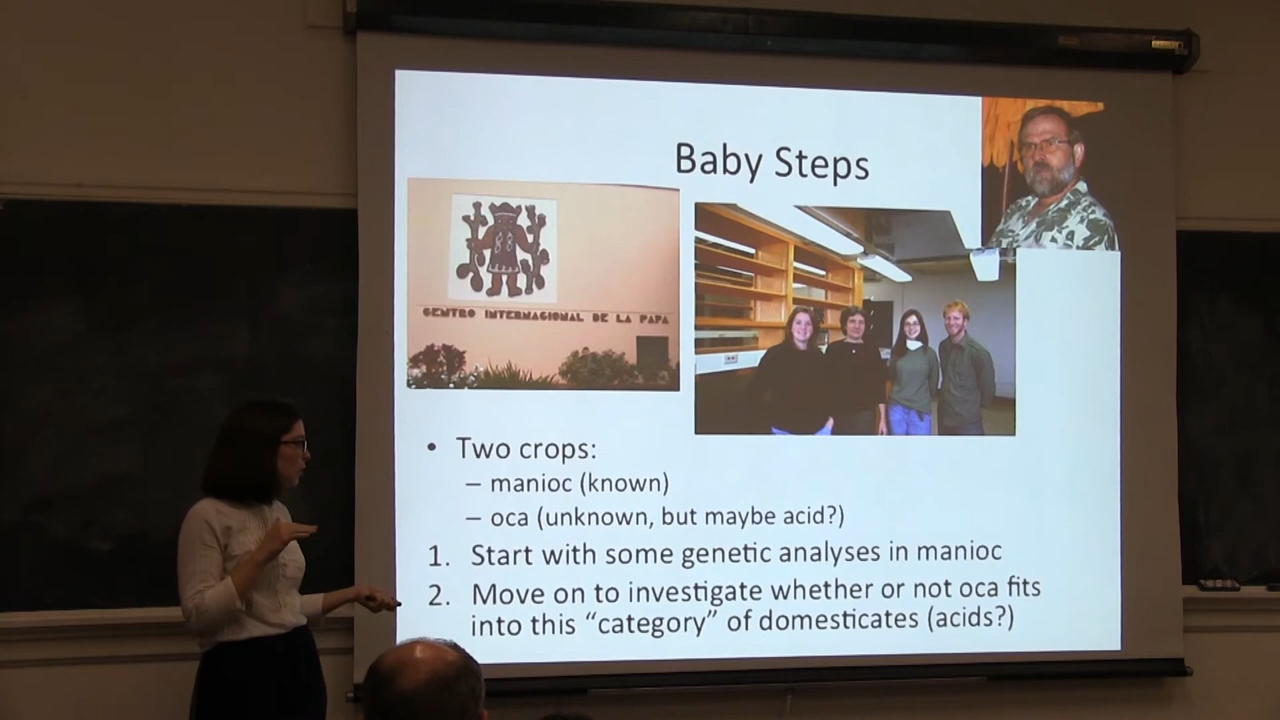 Baby Steps
CENTRO INTERNACIONAL DE LA PAPA
• Two crops:
– manioc (known)
– oca (unknown, but maybe acid?)
1. Start with some genetic analyses in manioc
2. Move on to investigate whether or not oca fits
into this “category” of domesticates (acids?)